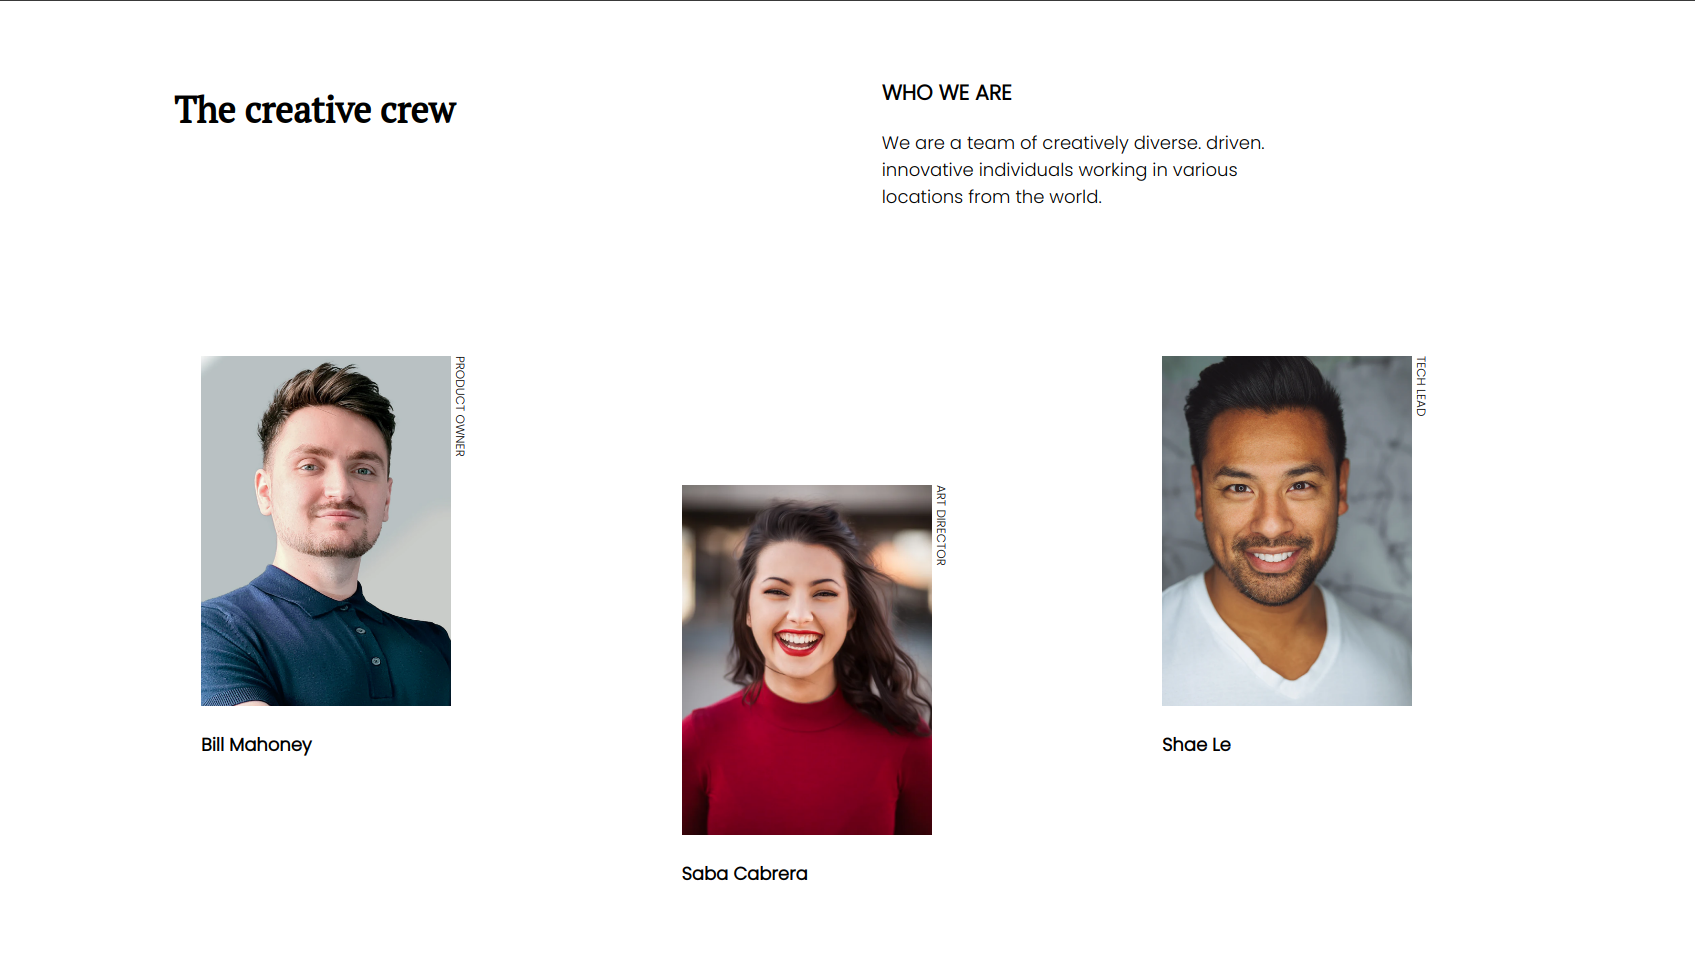 The creative crew
WHO WE ARE
We are a team of creatively diverse. driven.
innovative individuals working in various
locations from the world.
PRODUCT OWNER
Bill Mahoney
ART DIRECTOR
Saba Cabrera
TECH LEAD
Shae Le